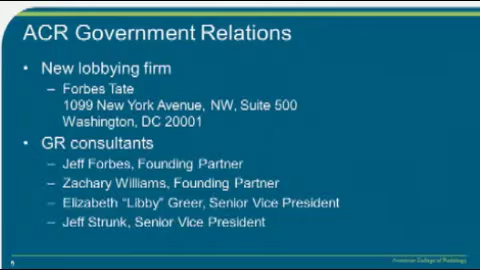 ACR Government Relations
• New lobbying firm
– Forbes Tate
1099 New York Avenue, NW, Suite 500
Washington, DC 20001
• GR consultants
– Jeff Forbes, Founding Partner
– Zachary Williams, Founding Partner
– Elizabeth "Libby" Greer, Senior Vice President
– Jeff Strunk, Senior Vice President
American College of Radiology